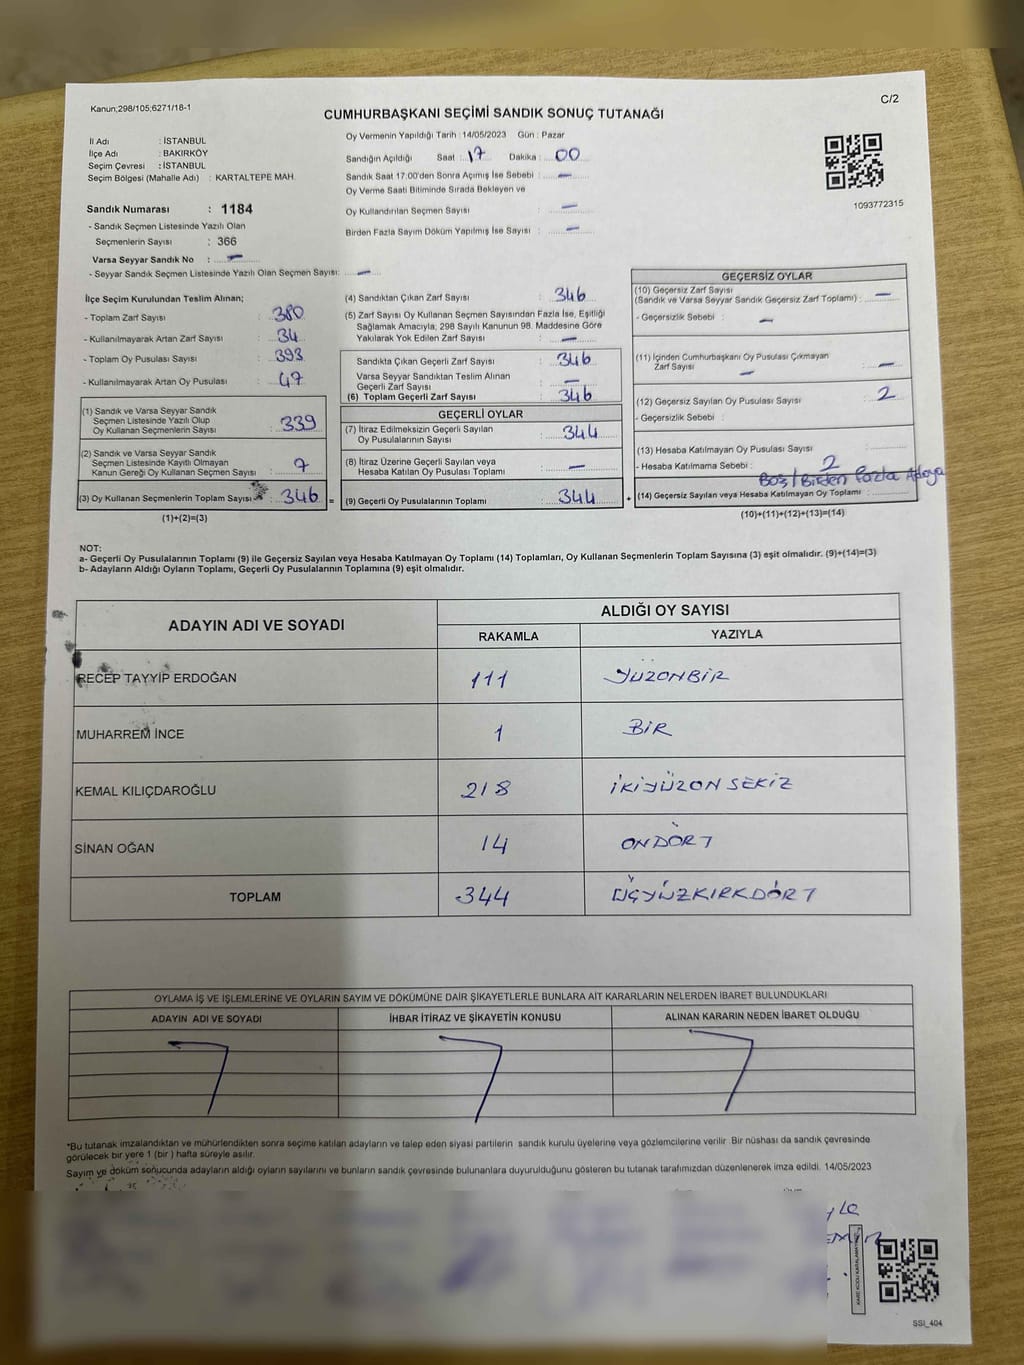 Kanun;298/105;6271/18-1
C/2
CUMHURBAŞKANI SEÇİMİ SANDIK SONUÇ TUTANAĞI
İl Adı : İSTANBUL
İlçe Adı : BAKIRKÖY
Seçim Çevresi : İSTANBUL
Seçim Bölgesi (Mahalle Adı) : KARTALTEPE MAH.
Sandık Numarası : 1184
- Sandık Seçmen Listesinde Yazılı Olan
Seçmenlerin Sayısı : 366
Varsa Seyyar Sandık No : -
- Seyyar Sandık Seçmen Listesinde Yazılı Olan Seçmen Sayısı: -
Oy Vermenin Yapıldığı Tarih : 14/05/2023 Gün : Pazar
Sandığın Açıldığı Saat : 17 Dakika : 00
Sandık Saat 17:00'den Sonra Açımış İse Sebebi : -
Oy Verme Saati Bitiminde Sırada Bekleyen ve
Oy Kullandırılan Seçmen Sayısı : -
Birden Fazla Sayım Döküm Yapılmış İse Sayısı : -
1093772315
İlçe Seçim Kurulundan Teslim Alınan;
- Toplam Zarf Sayısı : 380
- Kullanılmayarak Artan Zarf Sayısı : 34
- Toplam Oy Pusulası Sayısı : 393
- Kullanılmayarak Artan Oy Pusulası : 47
(1) Sandık ve Varsa Seyyar Sandık
Seçmen Listesinde Yazılı Olup
Oy Kullanan Seçmenlerin Sayısı : 339
(2) Sandık ve Varsa Seyyar Sandık
Seçmen Listesinde Kayıtlı Olmayan
Kanun Gereği Oy Kullanan Seçmen Sayısı : 7
(3) Oy Kullanan Seçmenlerin Toplam Sayısı : 346 =
(1)+(2)=(3)
(4) Sandıktan Çıkan Zarf Sayısı : 346
(5) Zarf Sayısı Oy Kullanan Seçmen Sayısından Fazla İse, Eşitliği
Sağlamak Amacıyla, 298 Sayılı Kanunun 98. Maddesine Göre
Yakılarak Yok Edilen Zarf Sayısı : -
Sandıkta Çıkan Geçerli Zarf Sayısı : 346
Varsa Seyyar Sandıktan Teslim Alınan
Geçerli Zarf Sayısı : -
(6) Toplam Geçerli Zarf Sayısı : 346
GEÇERLİ OYLAR
(7) İtiraz Edilmeksizin Geçerli Sayılan
Oy Pusulalarının Sayısı : 344
(8) İtiraz Üzerine Geçerli Sayılan veya
Hesaba Katılan Oy Pusulası Toplamı : -
(9) Geçerli Oy Pusulalarının Toplamı : 344 +
GEÇERSİZ OYLAR
(10) Geçersiz Zarf Sayısı
(Sandık ve Varsa Seyyar Sandık Geçersiz Zarf Toplamı) : -
- Geçersizlik Sebebi : -
(11) İçinden Cumhurbaşkanı Oy Pusulası Çıkmayan
Zarf Sayısı : -
-
(12) Geçersiz Sayılan Oy Pusulası Sayısı : 2
- Geçersizlik Sebebi :
(13) Hesaba Katılmayan Oy Pusulası Sayısı :
- Hesaba Katılmama Sebebi : 2
Boş / Birden Fazla Adaya
(14) Geçersiz Sayılan veya Hesaba Katılmayan Oy Toplamı :
(10)+(11)+(12)+(13)=(14)
NOT:
a- Geçerli Oy Pusulalarının Toplamı (9) ile Geçersiz Sayılan veya Hesaba Katılmayan Oy Toplamı (14) Toplamları, Oy Kullanan Seçmenlerin Toplam Sayısına (3) eşit olmalıdır. (9)+(14)=(3)
b- Adayların Aldığı Oyların Toplamı, Geçerli Oy Pusulalarının Toplamına (9) eşit olmalıdır.
ADAYIN ADI VE SOYADI
ALDIĞI OY SAYISI
RAKAMLA YAZIYLA
RECEP TAYYİP ERDOĞAN 111 YÜZONBİR
MUHARREM İNCE 1 BİR
KEMAL KILIÇDAROĞLU 218 İKİYÜZON SEKİZ
SİNAN OĞAN 14 ONDÖRT
TOPLAM 344 ÜÇYÜZKIRKDÖRT
OYLAMA İŞ VE İŞLEMLERİNE VE OYLARIN SAYIM VE DÖKÜMÜNE DAİR ŞİKAYETLERLE BUNLARA AİT KARARLARIN NELERDEN İBARET BULUNDUKLARI
ADAYIN ADI VE SOYADI İHBAR İTİRAZ VE ŞİKAYETİN KONUSU ALINAN KARARIN NEDEN İBARET OLDUĞU
*Bu tutanak imzalandıktan ve mühürlendikten sonra seçime katılan adayların ve talep eden siyasi partilerin sandık kurulu üyelerine veya gözlemcilerine verilir. Bir nüshası da sandık çevresinde
görülecek bir yere 1 (bir ) hafta süreyle asılır.
Sayım ve döküm sonucunda adayların aldığı oyların sayılarını ve bunların sandık çevresinde bulunanlara duyurulduğunu gösteren bu tutanak tarafımızdan düzenlenerek imza edildi. 14/05/2023
SSI_404